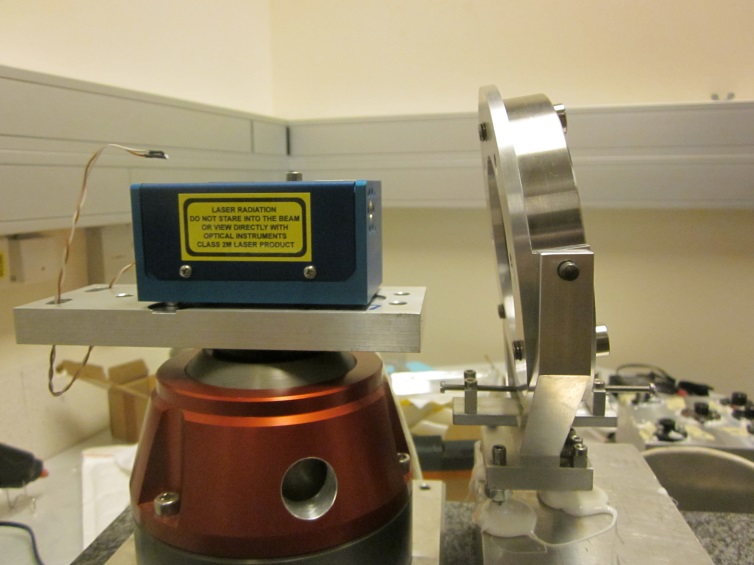 LASER RADIATION
DO NOT STARE INTO THE BEAM
OR VIEW DIRECTLY WITH
OPTICAL INSTRUMENTS
CLASS 2M LASER PRODUCT